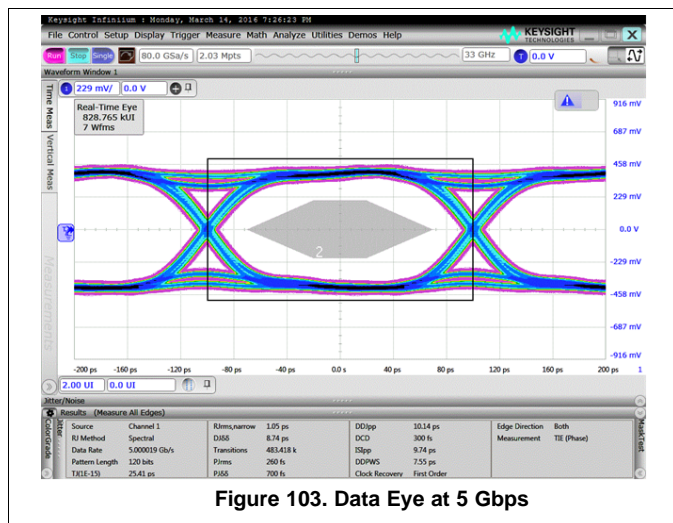 Keysight Infiniium : Monday, March 14, 2016 7:26:23 PM
File Control Setup Display Trigger Measure Math Analyze Utilities Demos Help
KEYSIGHT
TECHNOLOGIES
Run Stop Single 80.0 GSa/s 2.03 Mpts 33 GHz T 0.0 V
Waveform Window 1
1 229 mV/ 0.0 V
Time Meas
Vertical Meas
Measurements
Real-Time Eye
828.765 kUI
7 Wfms
916 mV
687 mV
458 mV
229 mV
0.0 V
-229 mV
-458 mV
-687 mV
-916 mV
2
-200 ps -160 ps -120 ps -80 ps -40 ps 0.0 s 40 ps 80 ps 120 ps 160 ps 200 ps 1
2.00 UI 0.0 UI
Jitter/Noise
Results (Measure All Edges)
ColorGrade
Jitter
MaskTest
Source Channel 1 RJrms,narrow 1.05 ps DDJpp 10.14 ps Edge Direction Both
RJ Method Spectral DJδδ 8.74 ps DCD 300 fs Measurement TIE (Phase)
Data Rate 5.000019 Gb/s Transitions 483.418 k ISIpp 9.74 ps
Pattern Length 120 bits PJrms 260 fs DDPWS 7.55 ps
TJ(1E-15) 25.41 ps PJδδ 700 fs Clock Recovery First Order
Figure 103. Data Eye at 5 Gbps